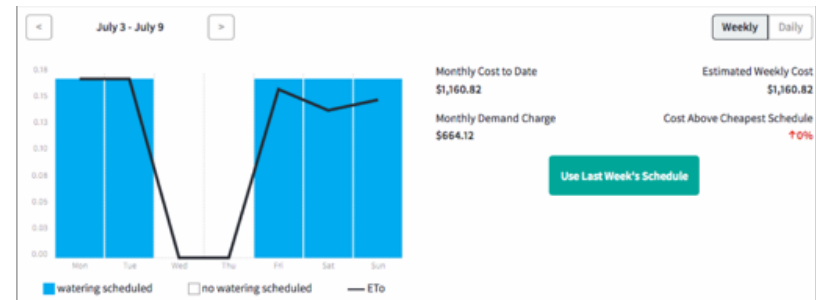 <
July 3 - July 9
>
Weekly
Daily
0.18
0.15
0.13
0.10
0.08
0.05
0.03
0.00
Mon Tue Wed Thu Fri Sat Sun
watering scheduled
no watering scheduled
ETo
Monthly Cost to Date
$1,160.82
Estimated Weekly Cost
$1,160.82
Monthly Demand Charge
$664.12
Cost Above Cheapest Schedule
↑0%
Use Last Week's Schedule